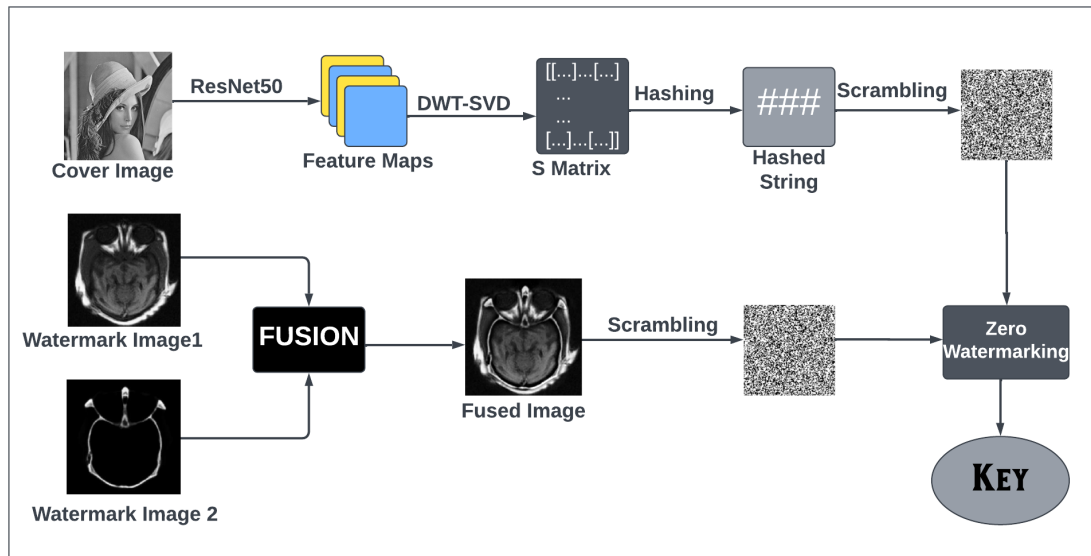 ResNet50
DWT-SVD
Hashing
Scrambling
[[...]...[...]
...
...
[...]...[...]]
###
Cover Image
Feature Maps
S Matrix
Hashed
String
Watermark Image1
FUSION
Scrambling
Zero
Watermarking
Fused Image
Watermark Image 2
KEY